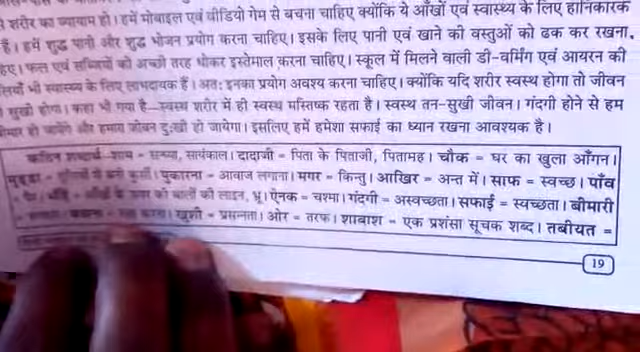 से शरीर का व्यायाम हो। हमें मोबाइल एवं वीडियो गेम से बचना चाहिए क्योंकि ये आँखों एवं स्वास्थ्य के लिए हानिकारक
हैं। हमें शुद्ध पानी और शुद्ध भोजन प्रयोग करना चाहिए। इसके लिए पानी एवं खाने की वस्तुओं को ढक कर रखना,
फल एवं सब्जियों को अच्छी तरह धोकर इस्तेमाल करना चाहिए। स्कूल में मिलने वाली डी-वर्मिंग एवं आयरन की
भी स्वास्थ्य के लिए लाभदायक हैं। अत: इनका प्रयोग अवश्य करना चाहिए। क्योंकि यदि शरीर स्वस्थ होगा तो जीवन
सुखी होगा। कहा भी गया है—स्वस्थ शरीर में ही स्वस्थ मस्तिष्क रहता है। स्वस्थ तन-सुखी जीवन। गंदगी होने से हम
बीमार हो जायेंगे और हमारा जीवन दु:खी हो जायेगा। इसलिए हमें हमेशा सफाई का ध्यान रखना आवश्यक है।
कठिन शब्दार्थ—शाम = सन्ध्या, सायंकाल। दादाजी = पिता के पिताजी, पितामह। चौक = घर का खुला आँगन।
पुकारना = आवाज लगाना। मगर = किन्तु। आखिर = अन्त में। साफ = स्वच्छ। पाँव
के ऊपर की बालों की लाइन, भ्रू। ऐनक = चश्मा। गंदगी = अस्वच्छता। सफाई = स्वच्छता। बीमारी
खुशी = प्रसन्नता। ओर = तरफ। शाबाश = एक प्रशंसा सूचक शब्द। तबीयत =
19